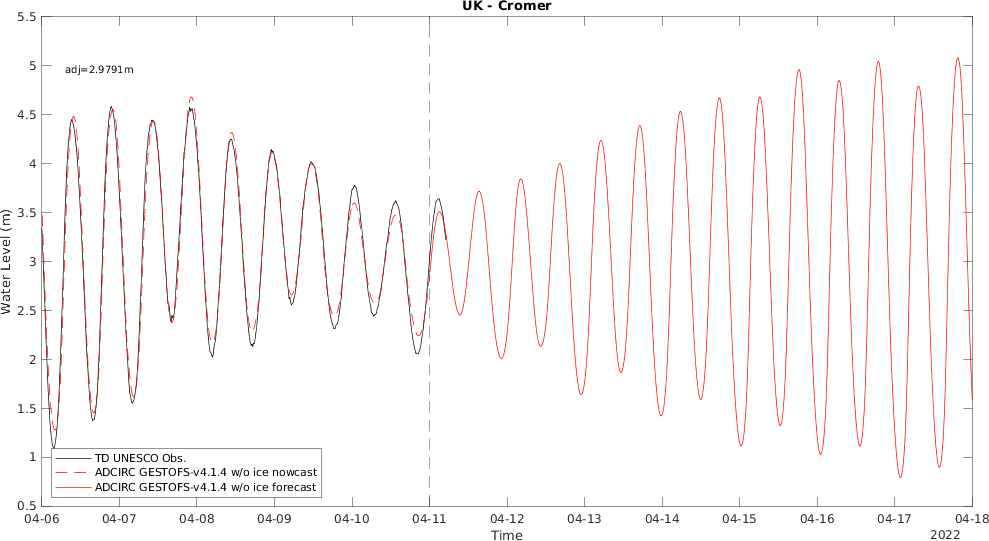 UK - Cromer
5.5
5
4.5
4
3.5
3
2.5
2
1.5
1
0.5
Water Level (m)
adj=2.9791m
TD UNESCO Obs.
ADCIRC GESTOFS-v4.1.4 w/o ice nowcast
ADCIRC GESTOFS-v4.1.4 w/o ice forecast
04-06 04-07 04-08 04-09 04-10 04-11 04-12 04-13 04-14 04-15 04-16 04-17 04-18
Time
2022